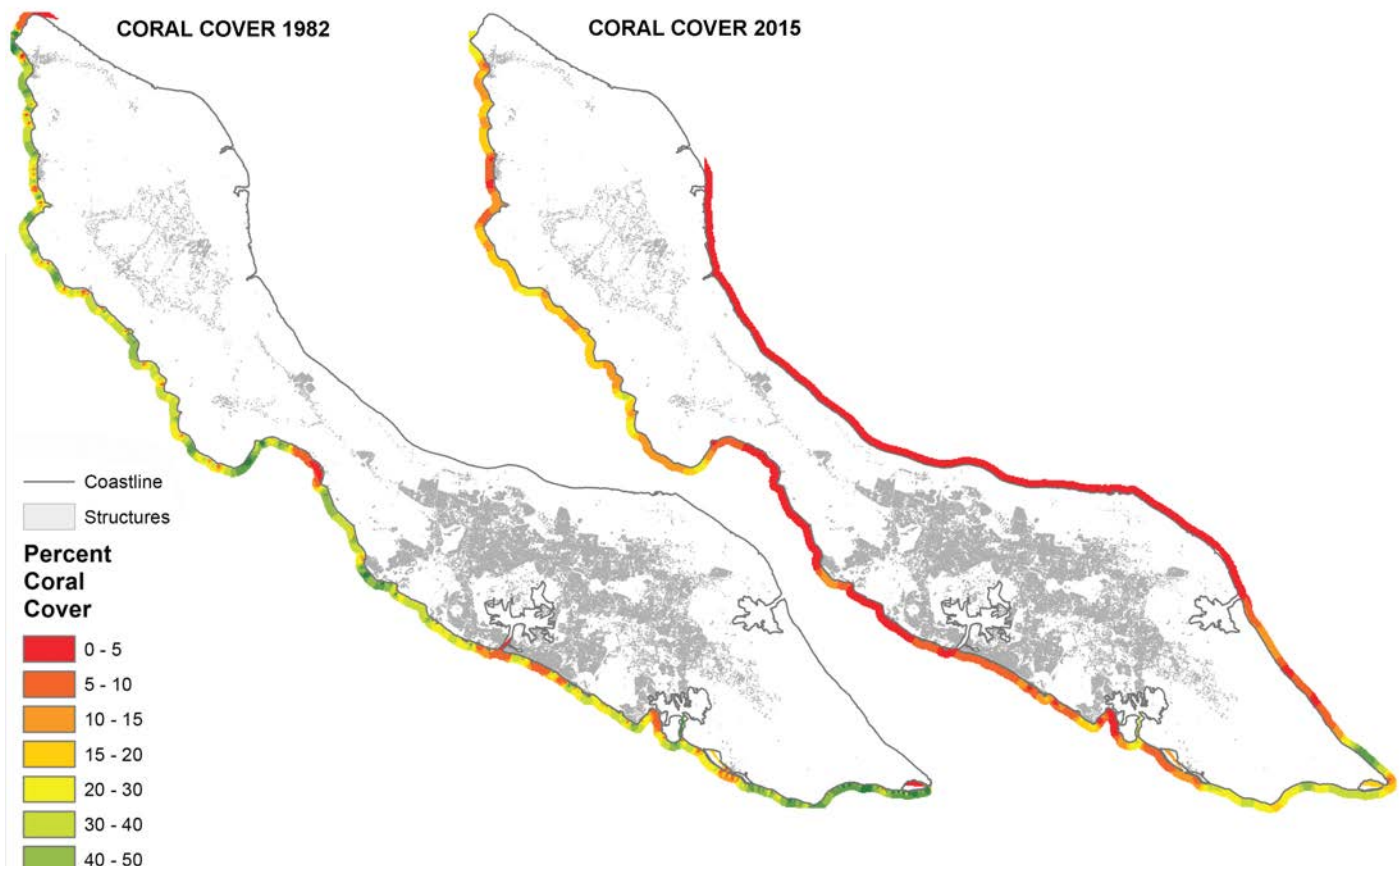 CORAL COVER 1982
CORAL COVER 2015
Coastline
Structures
Percent
Coral
Cover
0 - 5
5 - 10
10 - 15
15 - 20
20 - 30
30 - 40
40 - 50